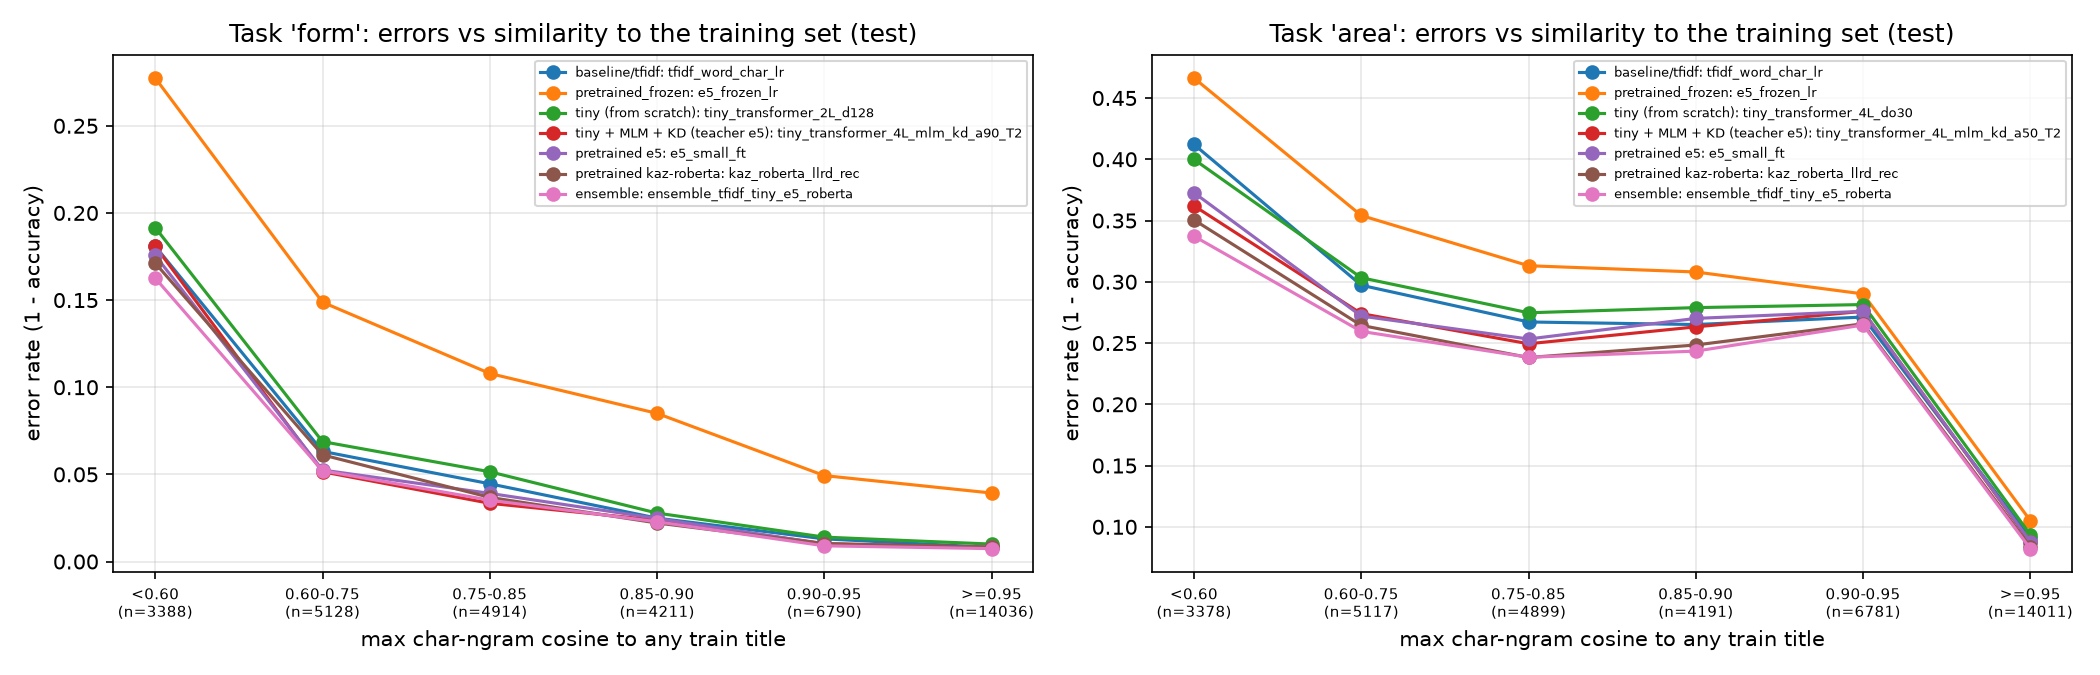 Task 'form': errors vs similarity to the training set (test)
error rate (1 - accuracy)
0.25
0.20
0.15
0.10
0.05
0.00
baseline/tfidf: tfidf_word_char_lr
pretrained_frozen: e5_frozen_lr
tiny (from scratch): tiny_transformer_2L_d128
tiny + MLM + KD (teacher e5): tiny_transformer_4L_mlm_kd_a90_T2
pretrained e5: e5_small_ft
pretrained kaz-roberta: kaz_roberta_llrd_rec
ensemble: ensemble_tfidf_tiny_e5_roberta
<0.60 0.60-0.75 0.75-0.85 0.85-0.90 0.90-0.95 >=0.95
(n=3388) (n=5128) (n=4914) (n=4211) (n=6790) (n=14036)
max char-ngram cosine to any train title
Task 'area': errors vs similarity to the training set (test)
error rate (1 - accuracy)
0.45
0.40
0.35
0.30
0.25
0.20
0.15
0.10
baseline/tfidf: tfidf_word_char_lr
pretrained_frozen: e5_frozen_lr
tiny (from scratch): tiny_transformer_4L_do30
tiny + MLM + KD (teacher e5): tiny_transformer_4L_mlm_kd_a50_T2
pretrained e5: e5_small_ft
pretrained kaz-roberta: kaz_roberta_llrd_rec
ensemble: ensemble_tfidf_tiny_e5_roberta
<0.60 0.60-0.75 0.75-0.85 0.85-0.90 0.90-0.95 >=0.95
(n=3378) (n=5117) (n=4899) (n=4191) (n=6781) (n=14011)
max char-ngram cosine to any train title